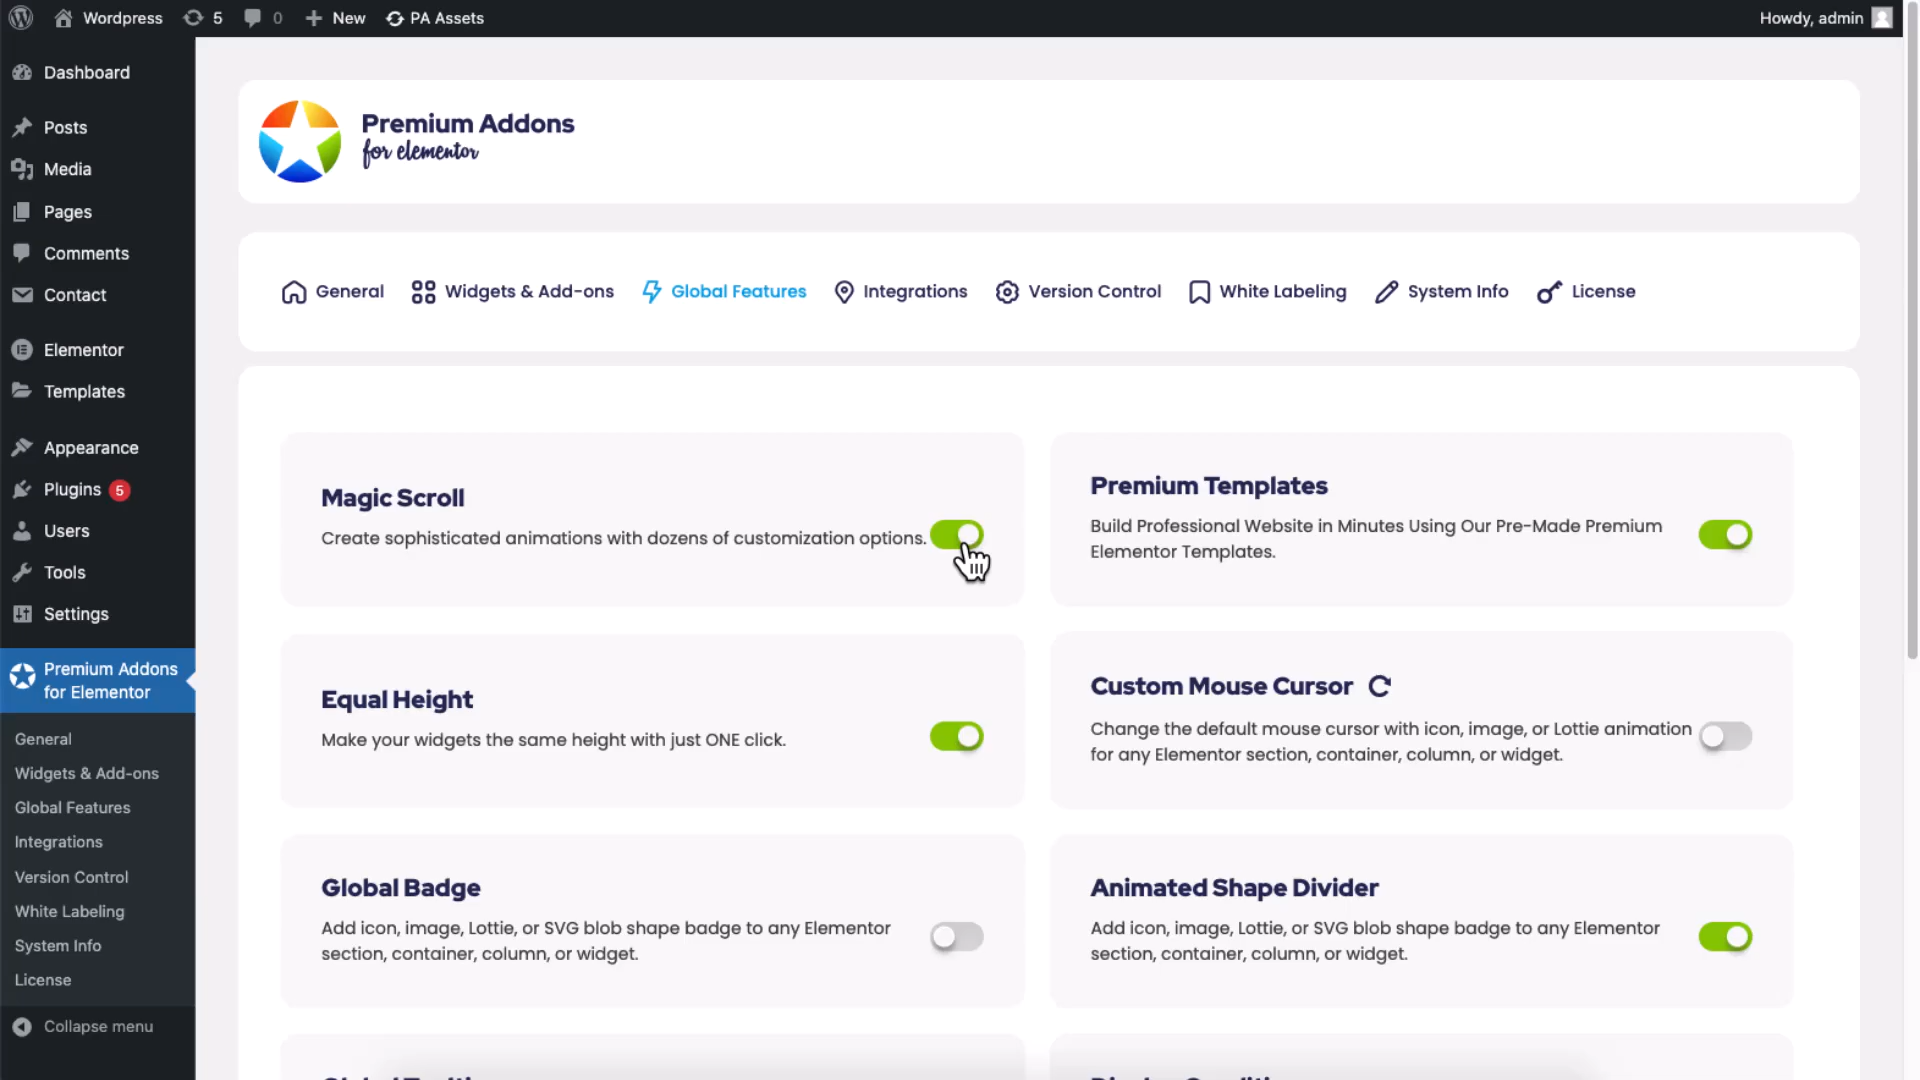 Wordpress
5
0
New
PA Assets
Howdy, admin
Dashboard
Posts
Media
Pages
Comments
Contact
Elementor
Templates
Appearance
Plugins 5
Users
Tools
Settings
Premium Addons
for Elementor
General
Widgets & Add-ons
Global Features
Integrations
Version Control
White Labeling
System Info
License
Collapse menu
Premium Addons
for elementor
General
Widgets & Add-ons
Global Features
Integrations
Version Control
White Labeling
System Info
License
Magic Scroll
Create sophisticated animations with dozens of customization options.
Premium Templates
Build Professional Website in Minutes Using Our Pre-Made Premium
Elementor Templates.
Equal Height
Make your widgets the same height with just ONE click.
Custom Mouse Cursor
Change the default mouse cursor with icon, image, or Lottie animation
for any Elementor section, container, column, or widget.
Global Badge
Add icon, image, Lottie, or SVG blob shape badge to any Elementor
section, container, column, or widget.
Animated Shape Divider
Add icon, image, Lottie, or SVG blob shape badge to any Elementor
section, container, column, or widget.